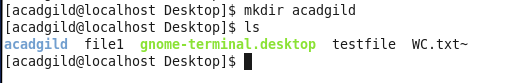 [acadgild@localhost Desktop]$ mkdir acadgild
[acadgild@localhost Desktop]$ ls
acadgild  file1  gnome-terminal.desktop  testfile  WC.txt~
[acadgild@localhost Desktop]$